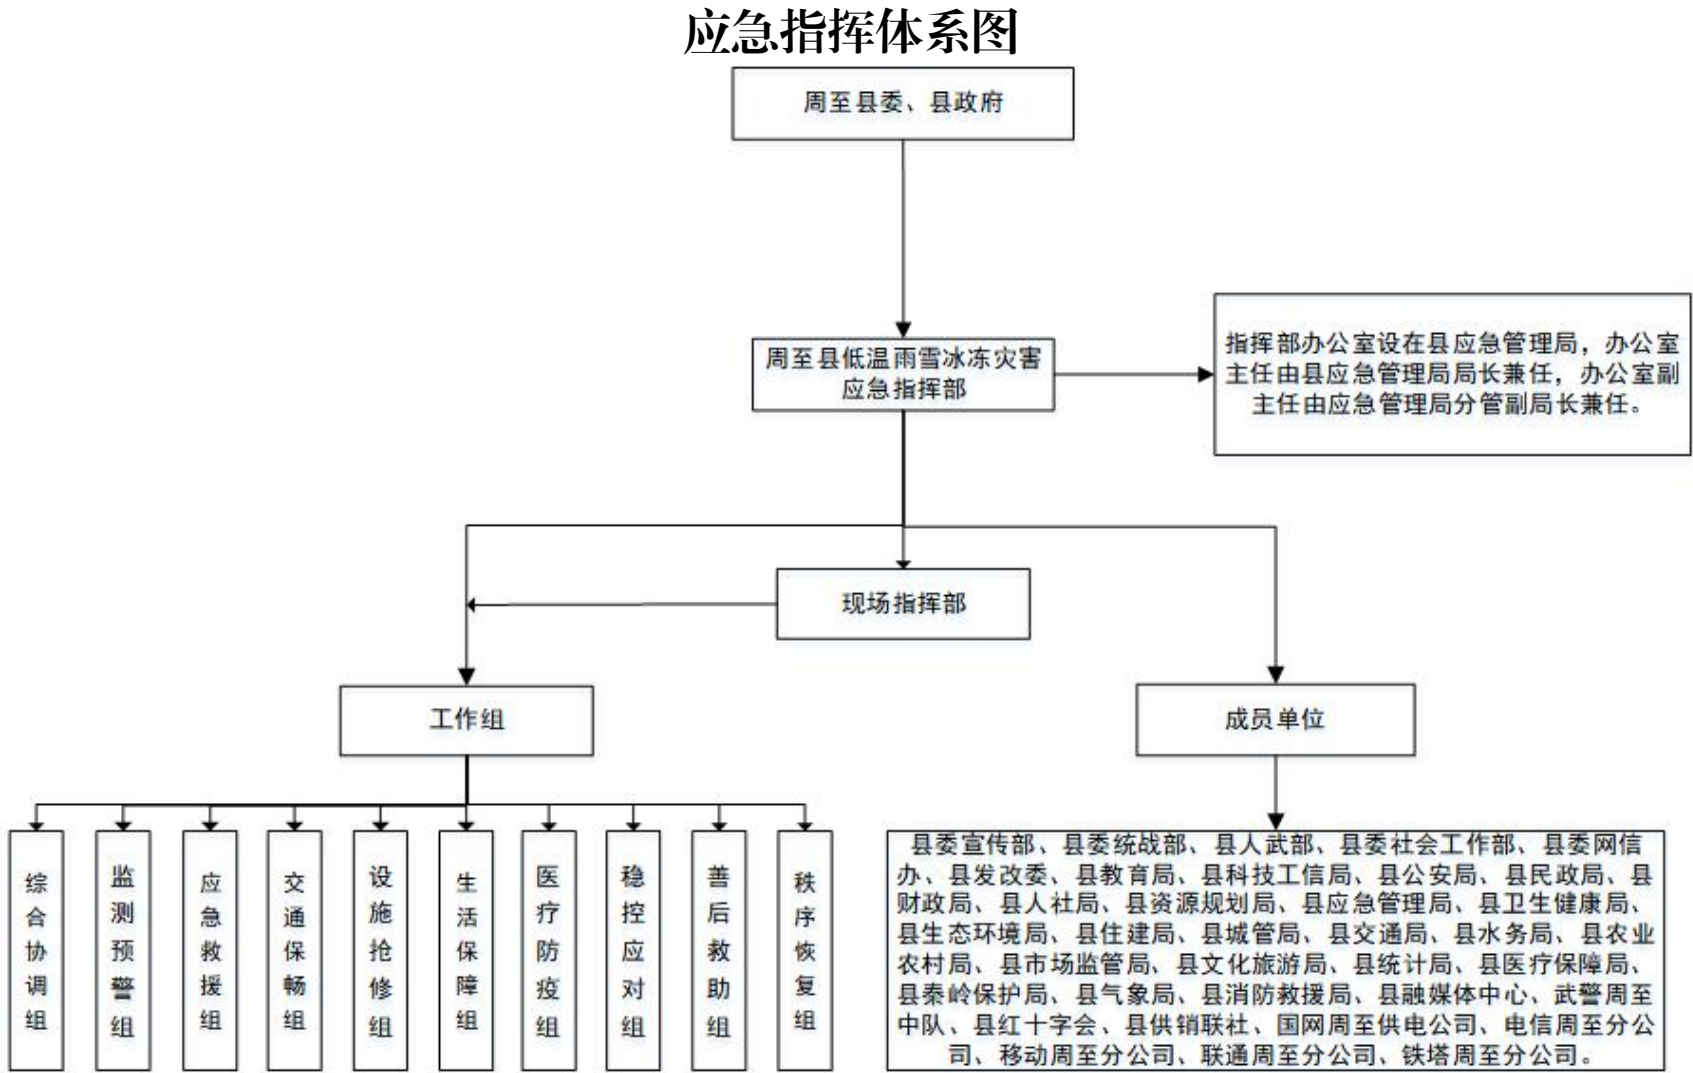 应急指挥体系图
周至县委、县政府
周至县低温雨雪冰冻灾害
应急指挥部
指挥部办公室设在县应急管理局，办公室
主任由县应急管理局局长兼任，办公室副
主任由应急管理局分管副局长兼任。
现场指挥部
工作组
成员单位
综合协调组
监测预警组
应急救援组
交通保畅组
设施抢修组
生活保障组
医疗防疫组
稳控应对组
善后救助组
秩序恢复组
县委宣传部、县委统战部、县人武部、县委社会工作部、县委网信
办、县发改委、县教育局、县科技工信局、县公安局、县民政局、县
财政局、县人社局、县资源规划局、县应急管理局、县卫生健康局、
县生态环境局、县住建局、县城管局、县交通局、县水务局、县农业
农村局、县市场监管局、县文化旅游局、县统计局、县医疗保障局、
县秦岭保护局、县气象局、县消防救援局、县融媒体中心、武警周至
中队、县红十字会、县供销联社、国网周至供电公司、电信周至分公
司、移动周至分公司、联通周至分公司、铁塔周至分公司。